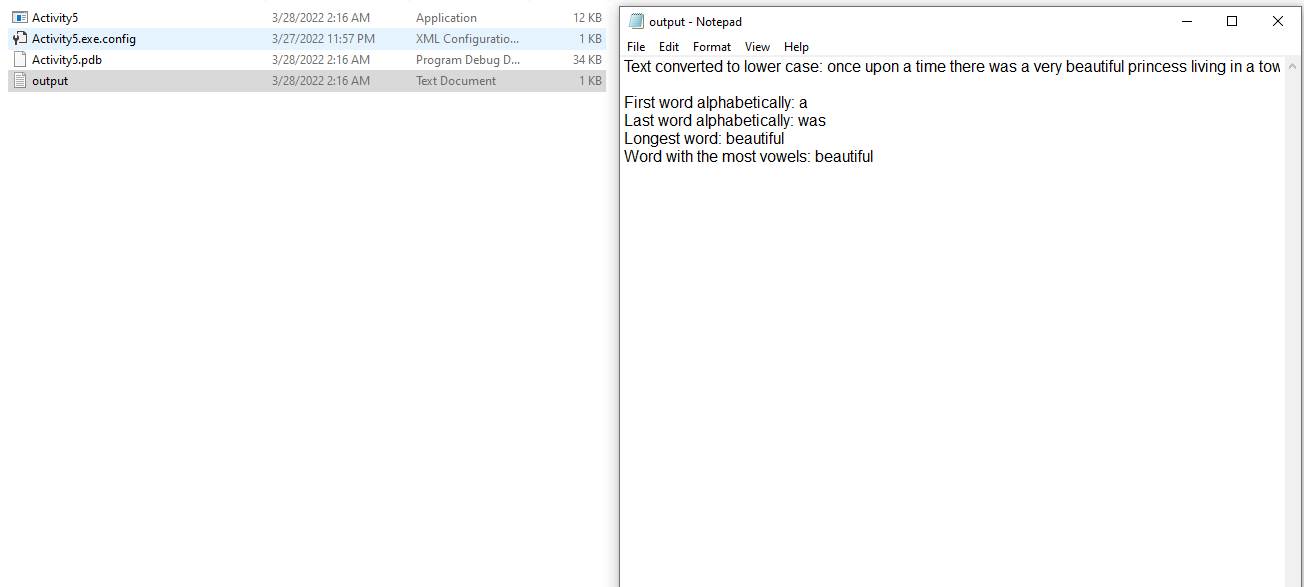 Activity5 3/28/2022 2:16 AM Application 12 KB
Activity5.exe.config 3/27/2022 11:57 PM XML Configuratio... 1 KB
Activity5.pdb 3/28/2022 2:16 AM Program Debug D... 34 KB
output 3/28/2022 2:16 AM Text Document 1 KB
output - Notepad
File Edit Format View Help
Text converted to lower case: once upon a time there was a very beautiful princess living in a tow
First word alphabetically: a
Last word alphabetically: was
Longest word: beautiful
Word with the most vowels: beautiful